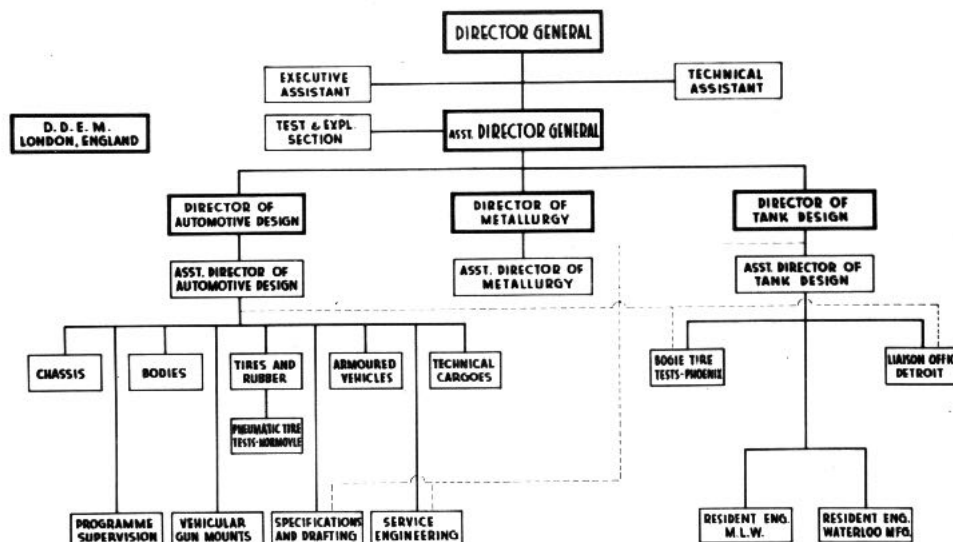 DIRECTOR GENERAL
EXECUTIVE
ASSISTANT
TECHNICAL
ASSISTANT
D. D. E. M.
LONDON, ENGLAND
TEST & EXPL.
SECTION
ASST. DIRECTOR GENERAL
DIRECTOR OF
AUTOMOTIVE DESIGN
DIRECTOR OF
METALLURGY
DIRECTOR OF
TANK DESIGN
ASST. DIRECTOR OF
AUTOMOTIVE DESIGN
ASST. DIRECTOR OF
METALLURGY
ASST. DIRECTOR OF
TANK DESIGN
CHASSIS
BODIES
TIRES AND
RUBBER
ARMOURED
VEHICLES
TECHNICAL
CARGOES
BOGIE TIRE
TESTS-PHOENIX
LIAISON OFFIC
DETROIT
PNEUMATIC TIRE
TESTS-NORMOYLE
PROGRAMME
SUPERVISION
VEHICULAR
GUN MOUNTS
SPECIFICATIONS
AND DRAFTING
SERVICE
ENGINEERING
RESIDENT ENG.
M.L.W.
RESIDENT ENG.
WATERLOO MFG.